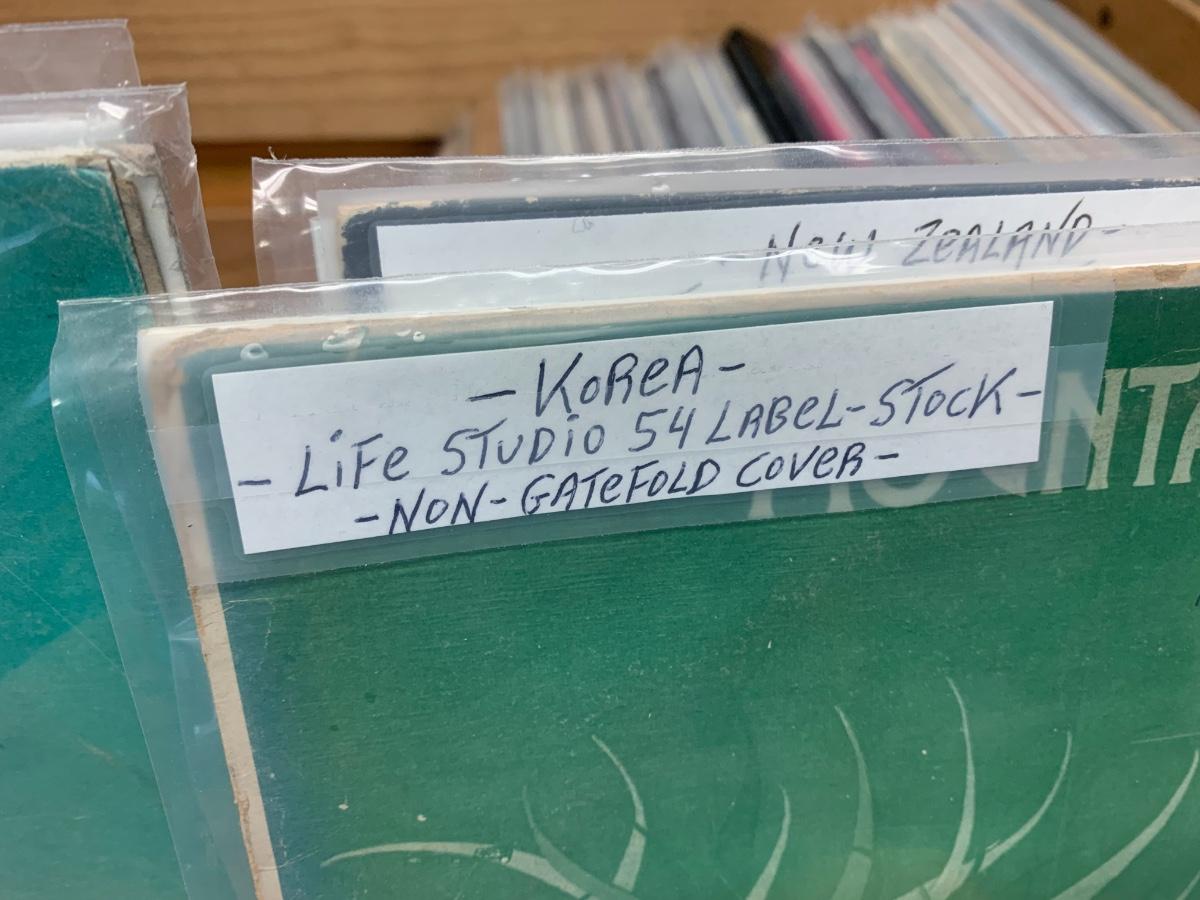 - New ZeALAND -
- KoReA -
- LiFe STUDiO 54 LABeL-STocK -
- NON-GATeFOLD COVeR -